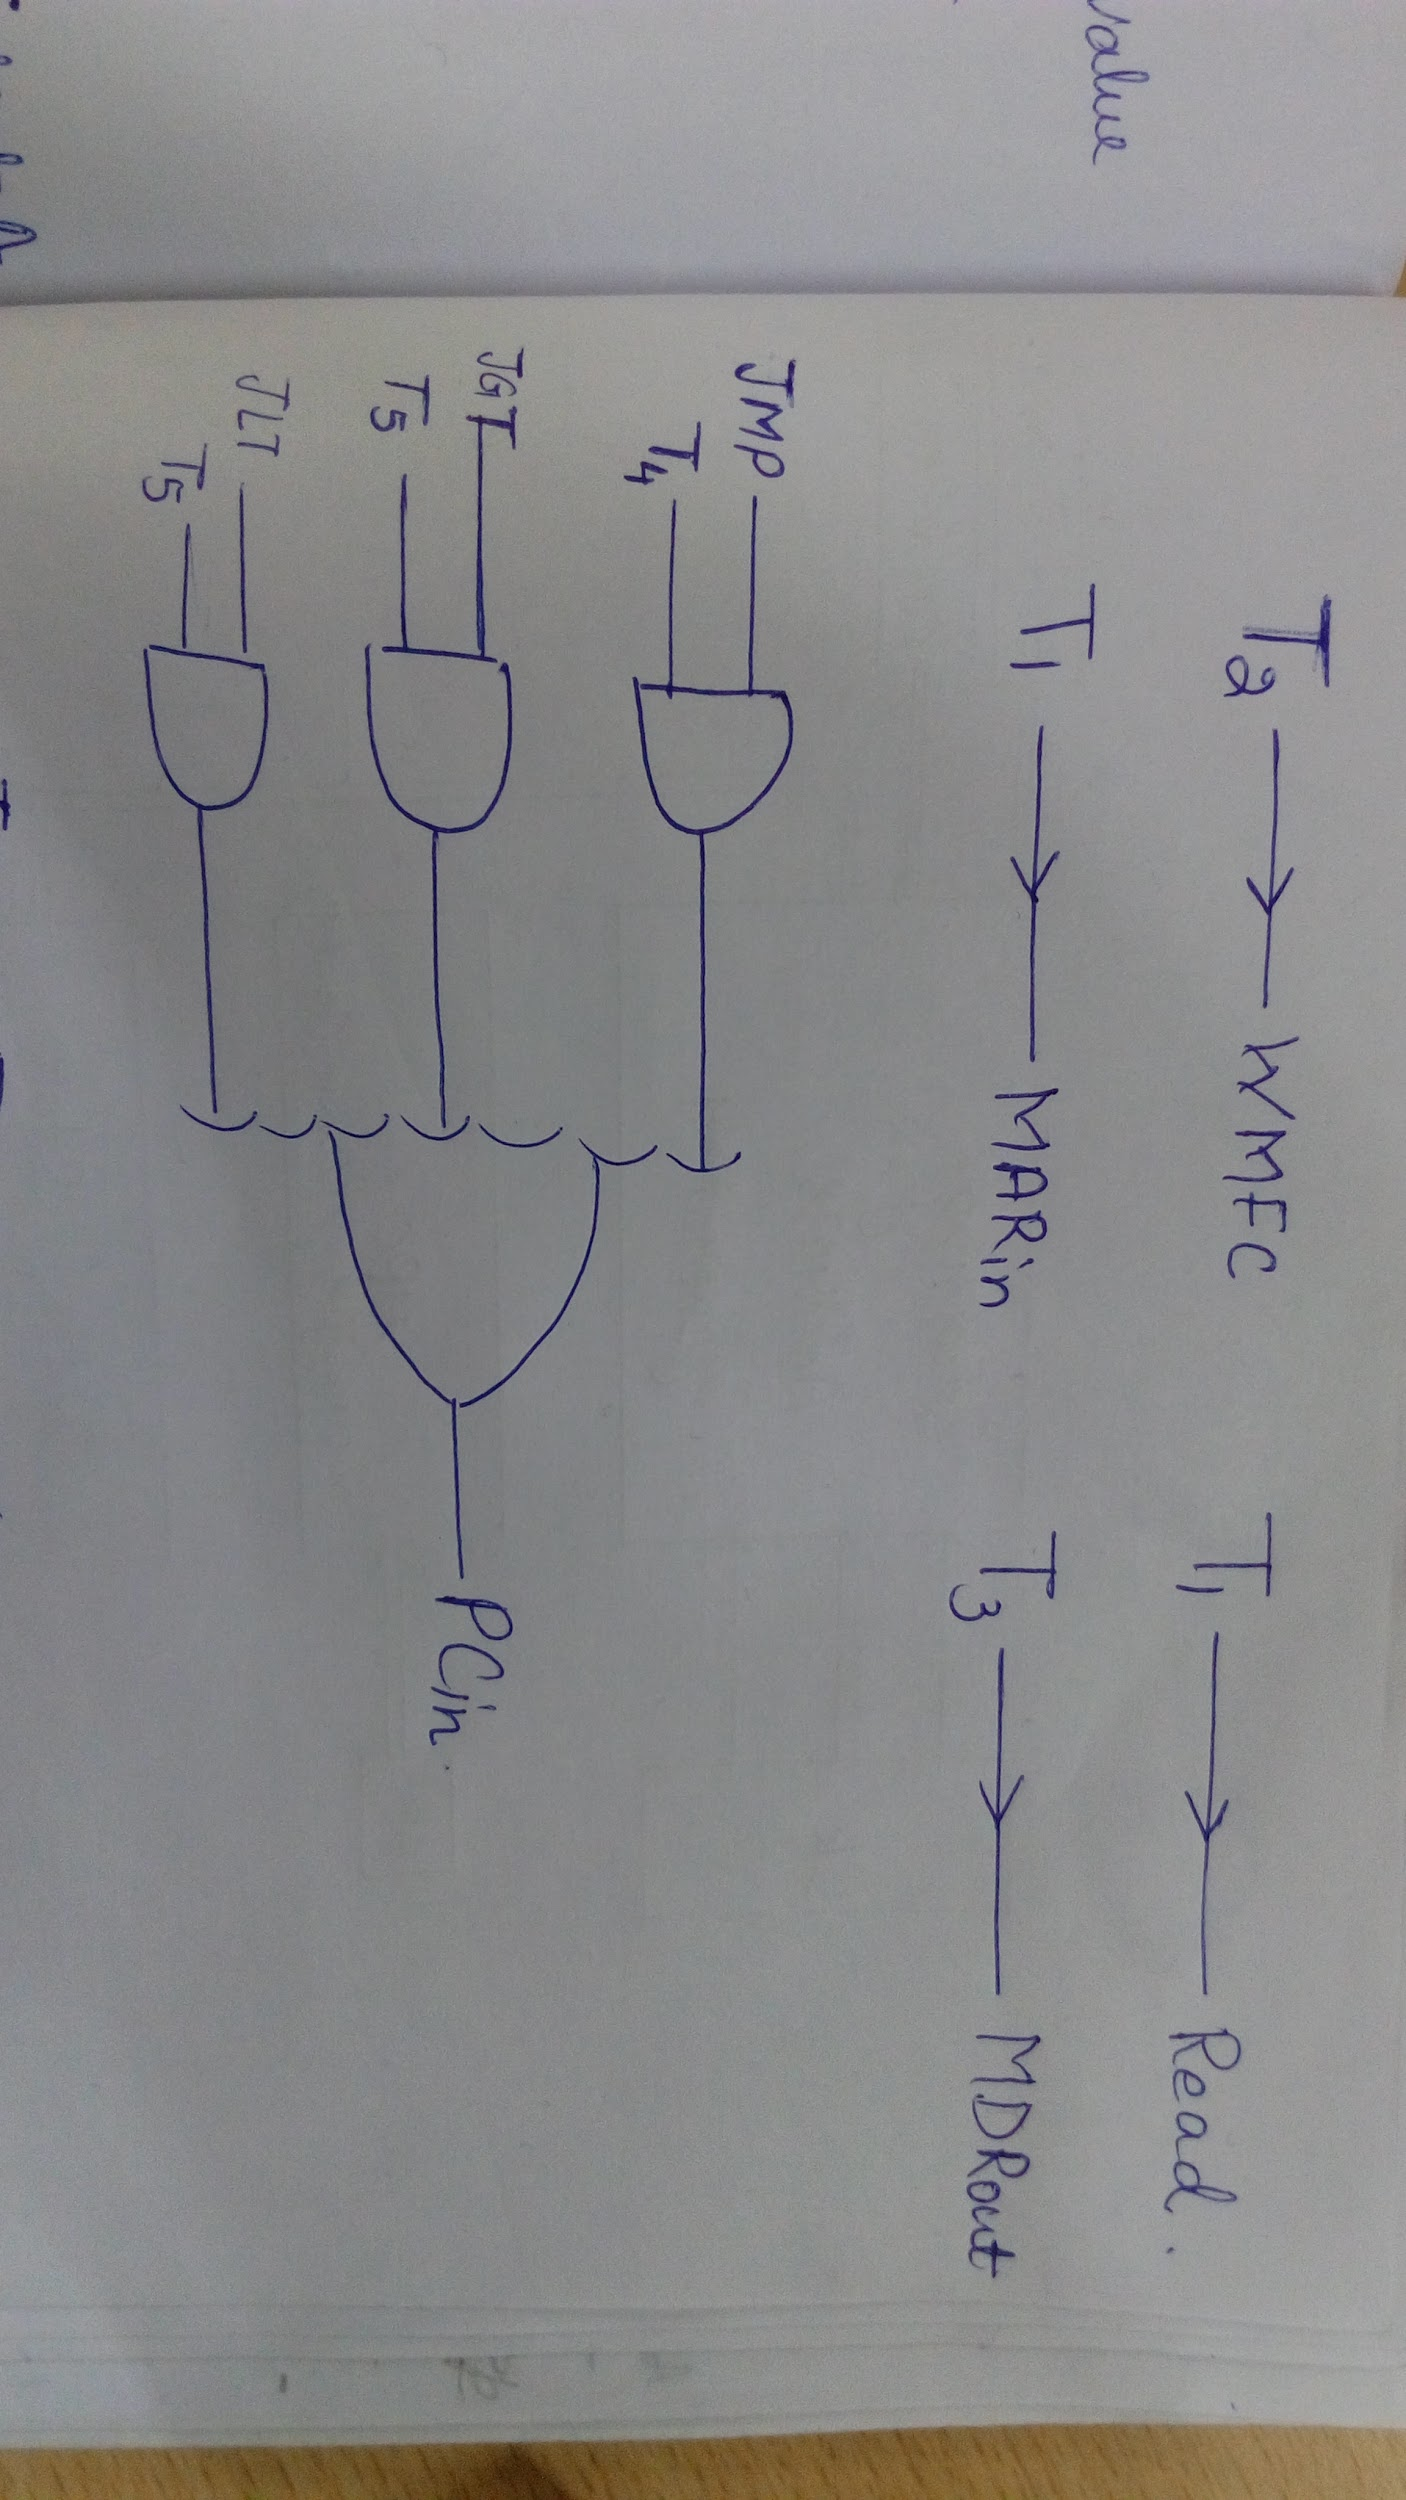 value
T2 WMFC T1 Read.
T1 MARin T3 MDRout
JMP
T4
JGT
T5 PCin.
JLT
T5